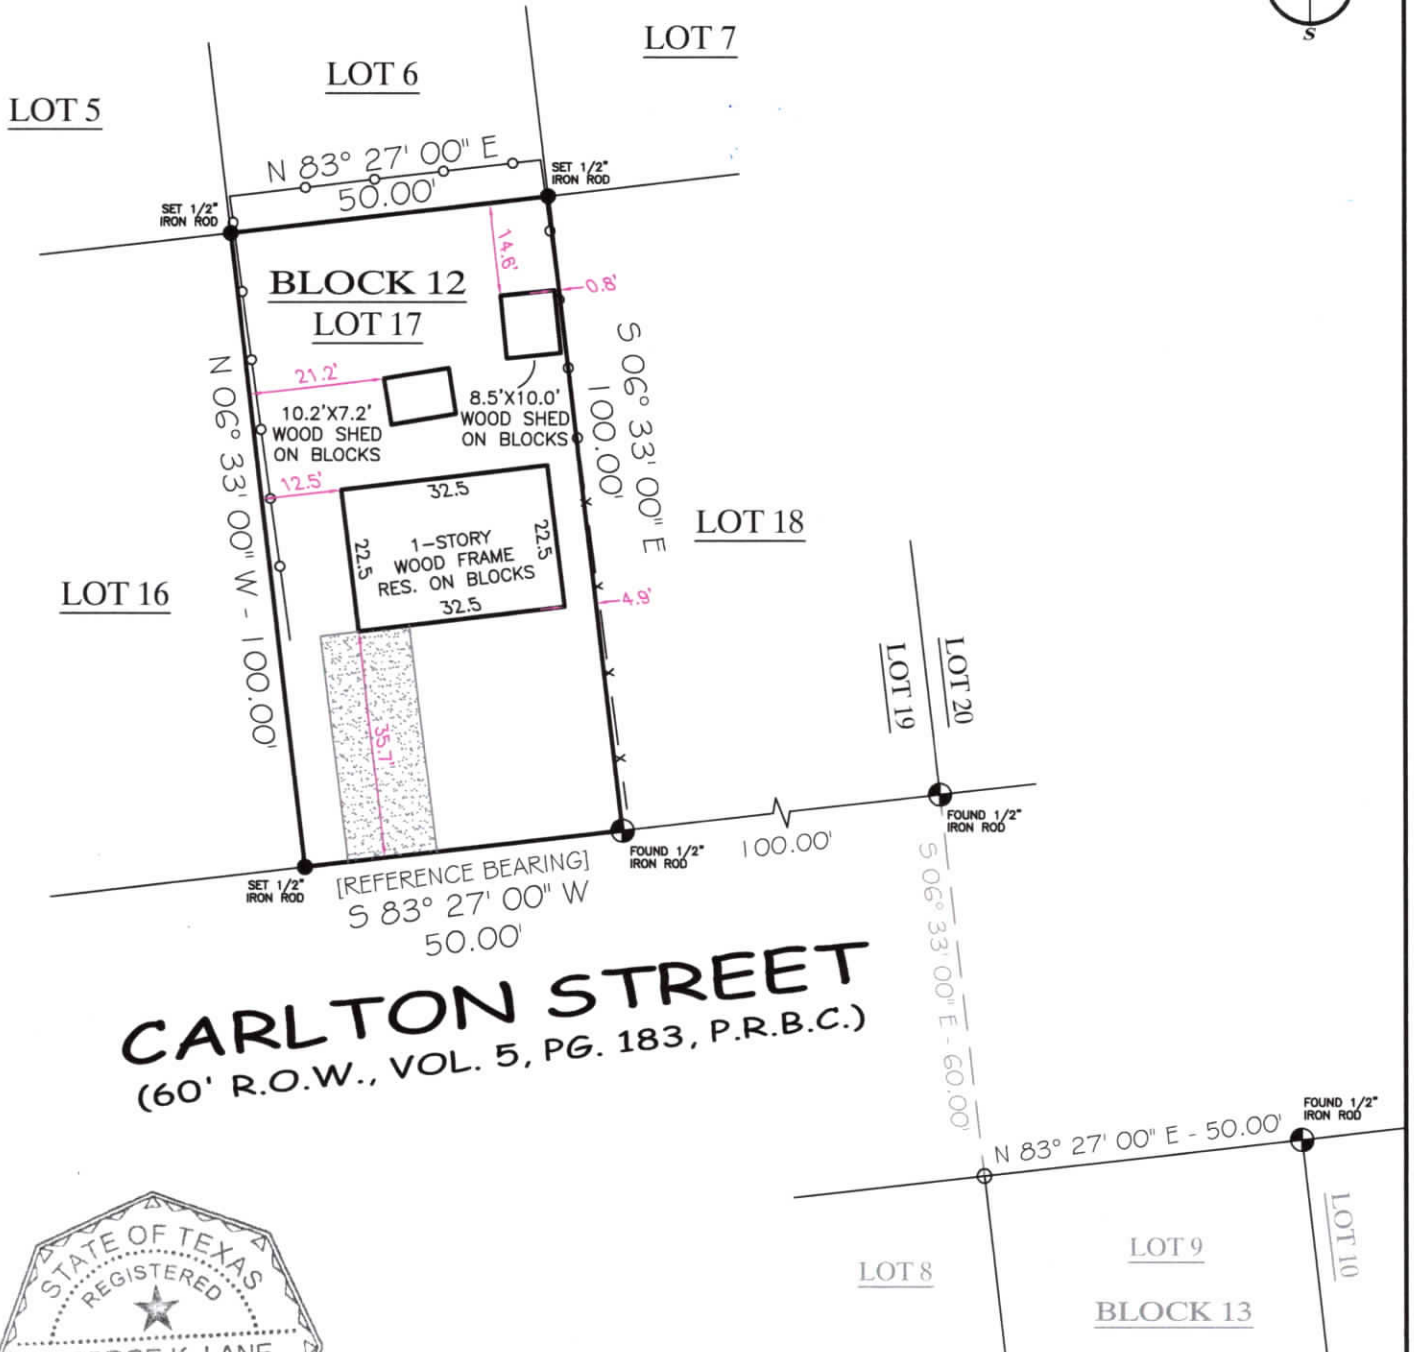 S
LOT 7
LOT 6
LOT 5
N 83° 27' 00" E
50.00'
SET 1/2"
IRON ROD
SET 1/2"
IRON ROD
14.6'
0.8'
BLOCK 12
LOT 17
21.2'
10.2'X7.2'
WOOD SHED
ON BLOCKS
8.5'X10.0'
WOOD SHED
ON BLOCKS
S 06° 33' 00" E
100.00'
N 06° 33' 00" W - 100.00'
12.5'
32.5
22.5
22.5
1-STORY
WOOD FRAME
RES. ON BLOCKS
32.5
4.9'
LOT 18
LOT 16
35.7'
LOT 19
LOT 20
FOUND 1/2"
IRON ROD
100.00'
FOUND 1/2"
IRON ROD
SET 1/2"
IRON ROD
[REFERENCE BEARING]
S 83° 27' 00" W
50.00'
S 06° 33' 00" E - 60.00'
CARLTON STREET
(60' R.O.W., VOL. 5, PG. 183, P.R.B.C.)
FOUND 1/2"
IRON ROD
N 83° 27' 00" E - 50.00'
LOT 8
LOT 9
BLOCK 13
LOT 10
STATE OF TEXAS
REGISTERED
K. LANE